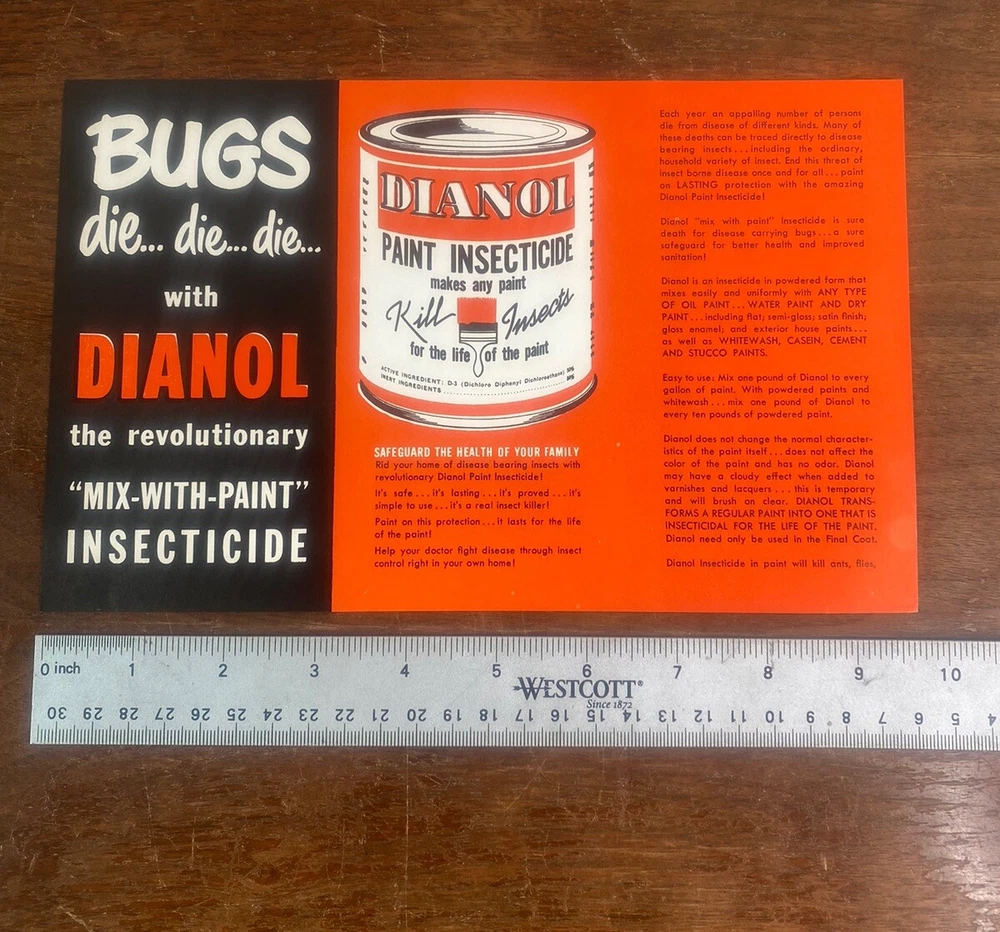 BUGS
die... die... die...
with
DIANOL
the revolutionary
“MIX-WITH-PAINT”
INSECTICIDE
DIANOL
PAINT INSECTICIDE
makes any paint
Kill Insects
for the life of the paint
ACTIVE INGREDIENT: D-3 (Dichloro Diphenyl Dichloroethane)
INERT INGREDIENTS
SAFEGUARD THE HEALTH OF YOUR FAMILY
Rid your home of disease bearing insects with
revolutionary Dianol Paint Insecticide!
It's safe . . . it's lasting . . . it's proved . . . it's
simple to use . . . it's a real insect killer!
Paint on this protection . . . it lasts for the life
of the paint!
Help your doctor fight disease through insect
control right in your own home!
Each year an appalling number of persons
die from disease of different kinds. Many of
these deaths can be traced directly to disease
bearing insects . . . including the ordinary,
household variety of insect. End this threat of
insect borne disease once and for all . . . paint
on LASTING protection with the amazing
Dianol Paint Insecticide!
Dianol "mix with paint" Insecticide is sure
death for disease carrying bugs . . . a sure
safeguard for better health and improved
sanitation!
Dianol is an insecticide in powdered form that
mixes easily and uniformly with ANY TYPE
OF OIL PAINT . . . WATER PAINT AND DRY
PAINT . . . including flat; semi-gloss; satin finish;
gloss enamel; and exterior house paints . . .
as well as WHITEWASH, CASEIN, CEMENT
AND STUCCO PAINTS.
Easy to use: Mix one pound of Dianol to every
gallon of paint. With powdered paints and
whitewash . . . mix one pound of Dianol to
every ten pounds of powdered paint.
Dianol does not change the normal character-
istics of the paint itself . . . does not affect the
color of the paint and has no odor. Dianol
may have a cloudy effect when added to
varnishes and lacquers . . . this is temporary
and will brush on clear. DIANOL TRANS-
FORMS A REGULAR PAINT INTO ONE THAT IS
INSECTICIDAL FOR THE LIFE OF THE PAINT.
Dianol need only be used in the Final Coat.
Dianol Insecticide in paint will kill ants, flies,
0 inch 1 2 3 4 5 6 7 8 9 10
WESTCOTT®
Since 1872
30 29 28 27 26 25 24 23 22 21 20 19 18 17 16 15 14 13 12 11 10 9 8 7 6 5 4